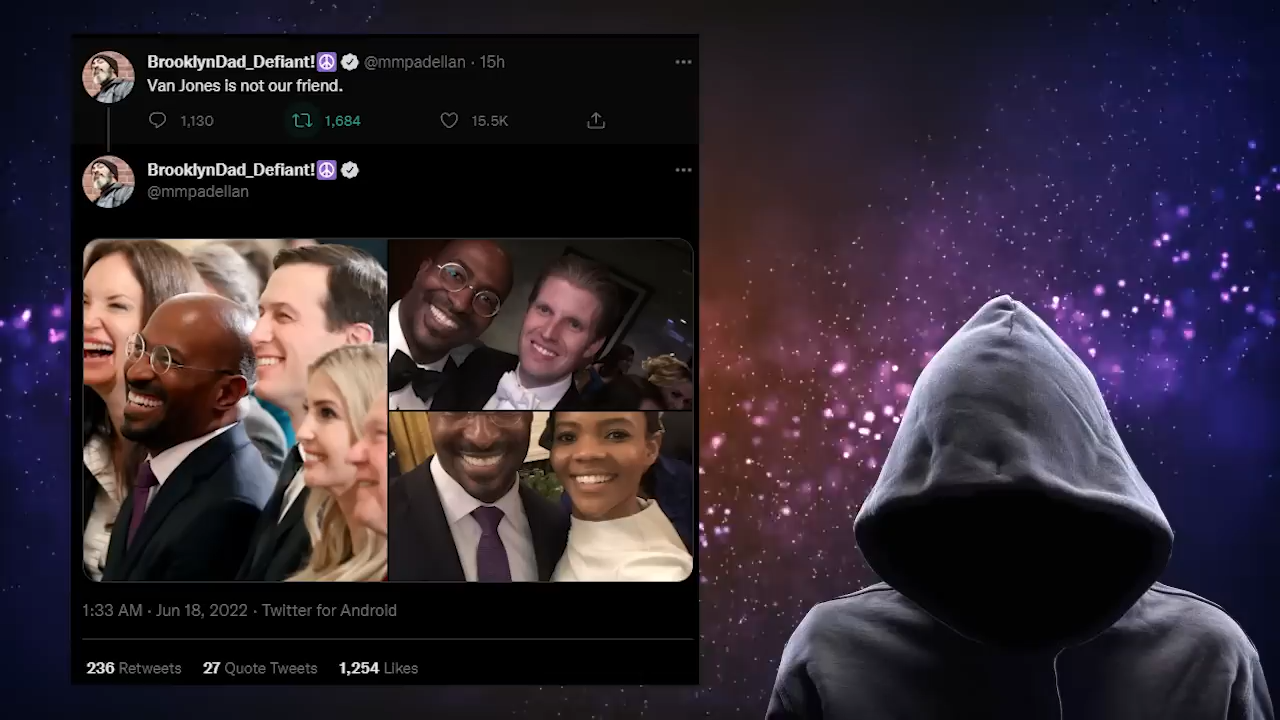 BrooklynDad_Defiant!☮ @mmpadellan · 15h
Van Jones is not our friend.
1,130 1,684 15.5K
BrooklynDad_Defiant!☮
@mmpadellan
1:33 AM · Jun 18, 2022 · Twitter for Android
236 Retweets 27 Quote Tweets 1,254 Likes